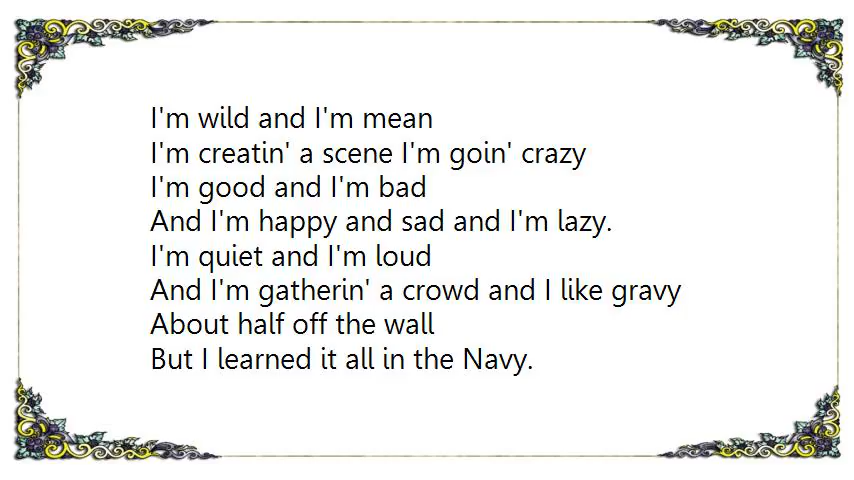 I'm wild and I'm mean
I'm creatin' a scene I'm goin' crazy
I'm good and I'm bad
And I'm happy and sad and I'm lazy.
I'm quiet and I'm loud
And I'm gatherin' a crowd and I like gravy
About half off the wall
But I learned it all in the Navy.